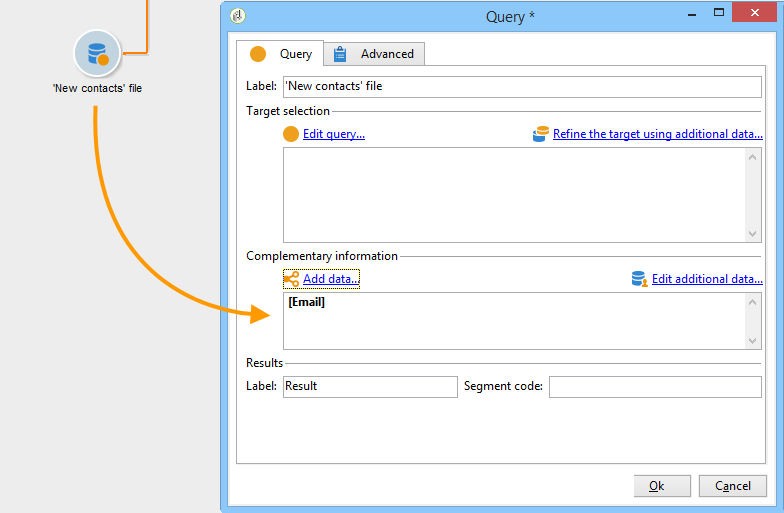 Query *
'New contacts' file
Query
Advanced
Label: 'New contacts' file
Target selection
Edit query...
Refine the target using additional data...
Complementary information
Add data...
Edit additional data...
[Email]
Results
Label: Result
Segment code:
Ok
Cancel